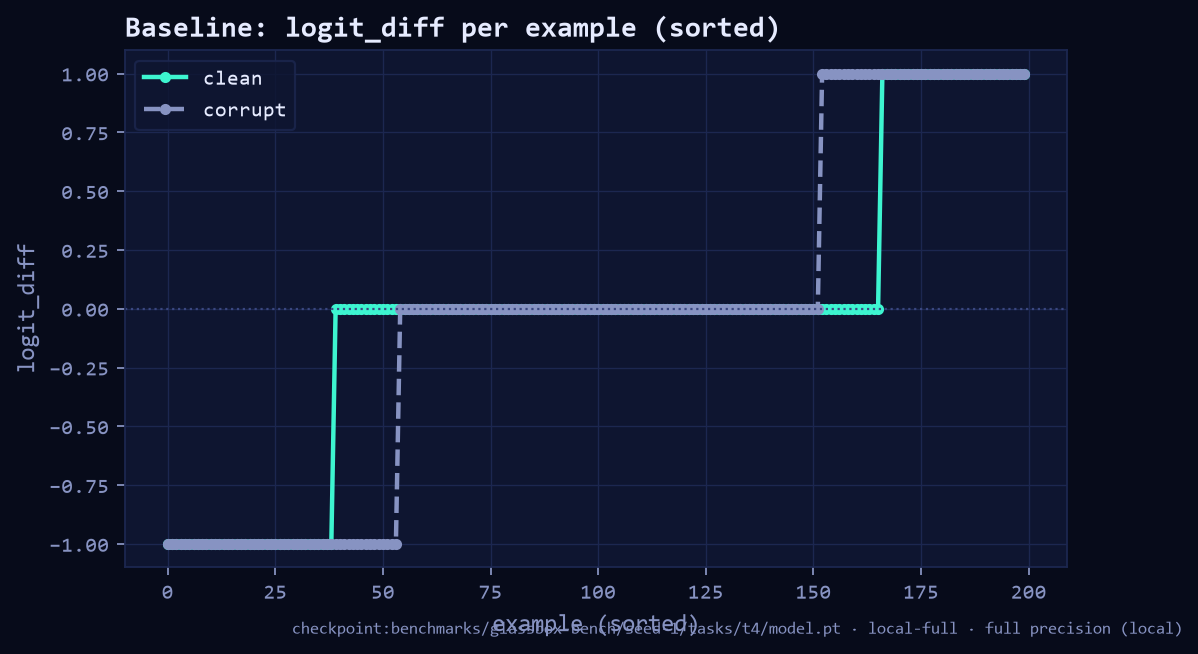 Baseline: logit_diff per example (sorted)
clean
corrupt
1.00
0.75
0.50
0.25
0.00
−0.25
−0.50
−0.75
−1.00
logit_diff
0 25 50 75 100 125 150 175 200
example (sorted)
checkpoint:benchmarks/glassbox-bench/seed-1/tasks/t4/model.pt · local-full · full precision (local)